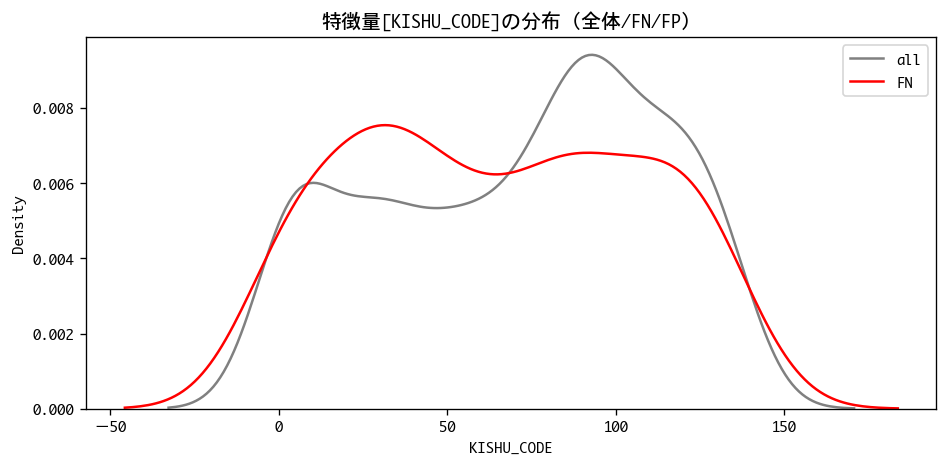 特徴量[KISHU_CODE]の分布（全体/FN/FP）
all
FN
0.008
0.006
0.004
0.002
0.000
Density
−50
0
50
100
150
KISHU_CODE